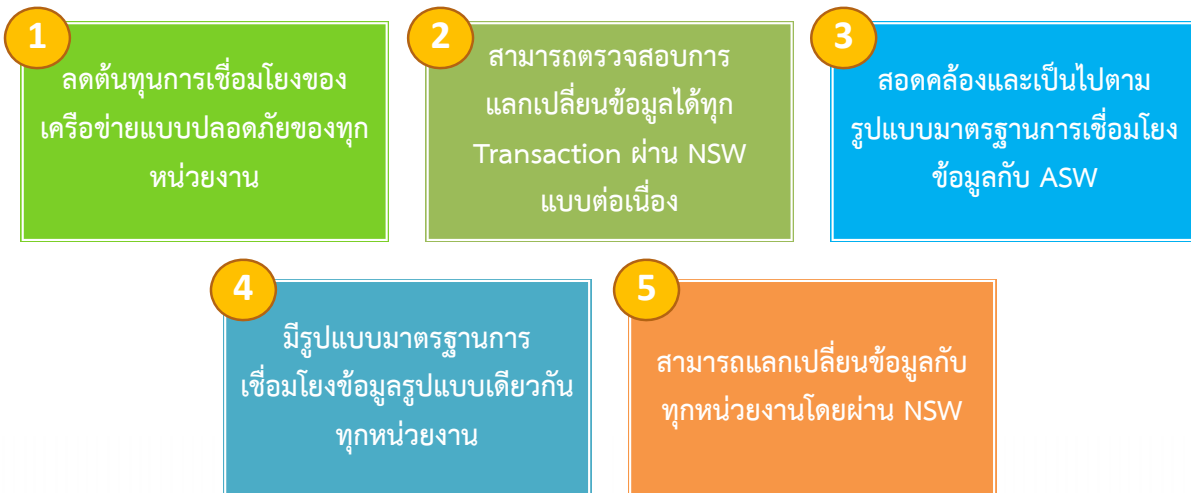 1
ลดต้นทุนการเชื่อมโยงของ
เครือข่ายแบบปลอดภัยของทุก
หน่วยงาน
2
สามารถตรวจสอบการ
แลกเปลี่ยนข้อมูลได้ทุก
Transaction ผ่าน NSW
แบบต่อเนื่อง
3
สอดคล้องและเป็นไปตาม
รูปแบบมาตรฐานการเชื่อมโยง
ข้อมูลกับ ASW
4
มีรูปแบบมาตรฐานการ
เชื่อมโยงข้อมูลรูปแบบเดียวกัน
ทุกหน่วยงาน
5
สามารถแลกเปลี่ยนข้อมูลกับ
ทุกหน่วยงานโดยผ่าน NSW